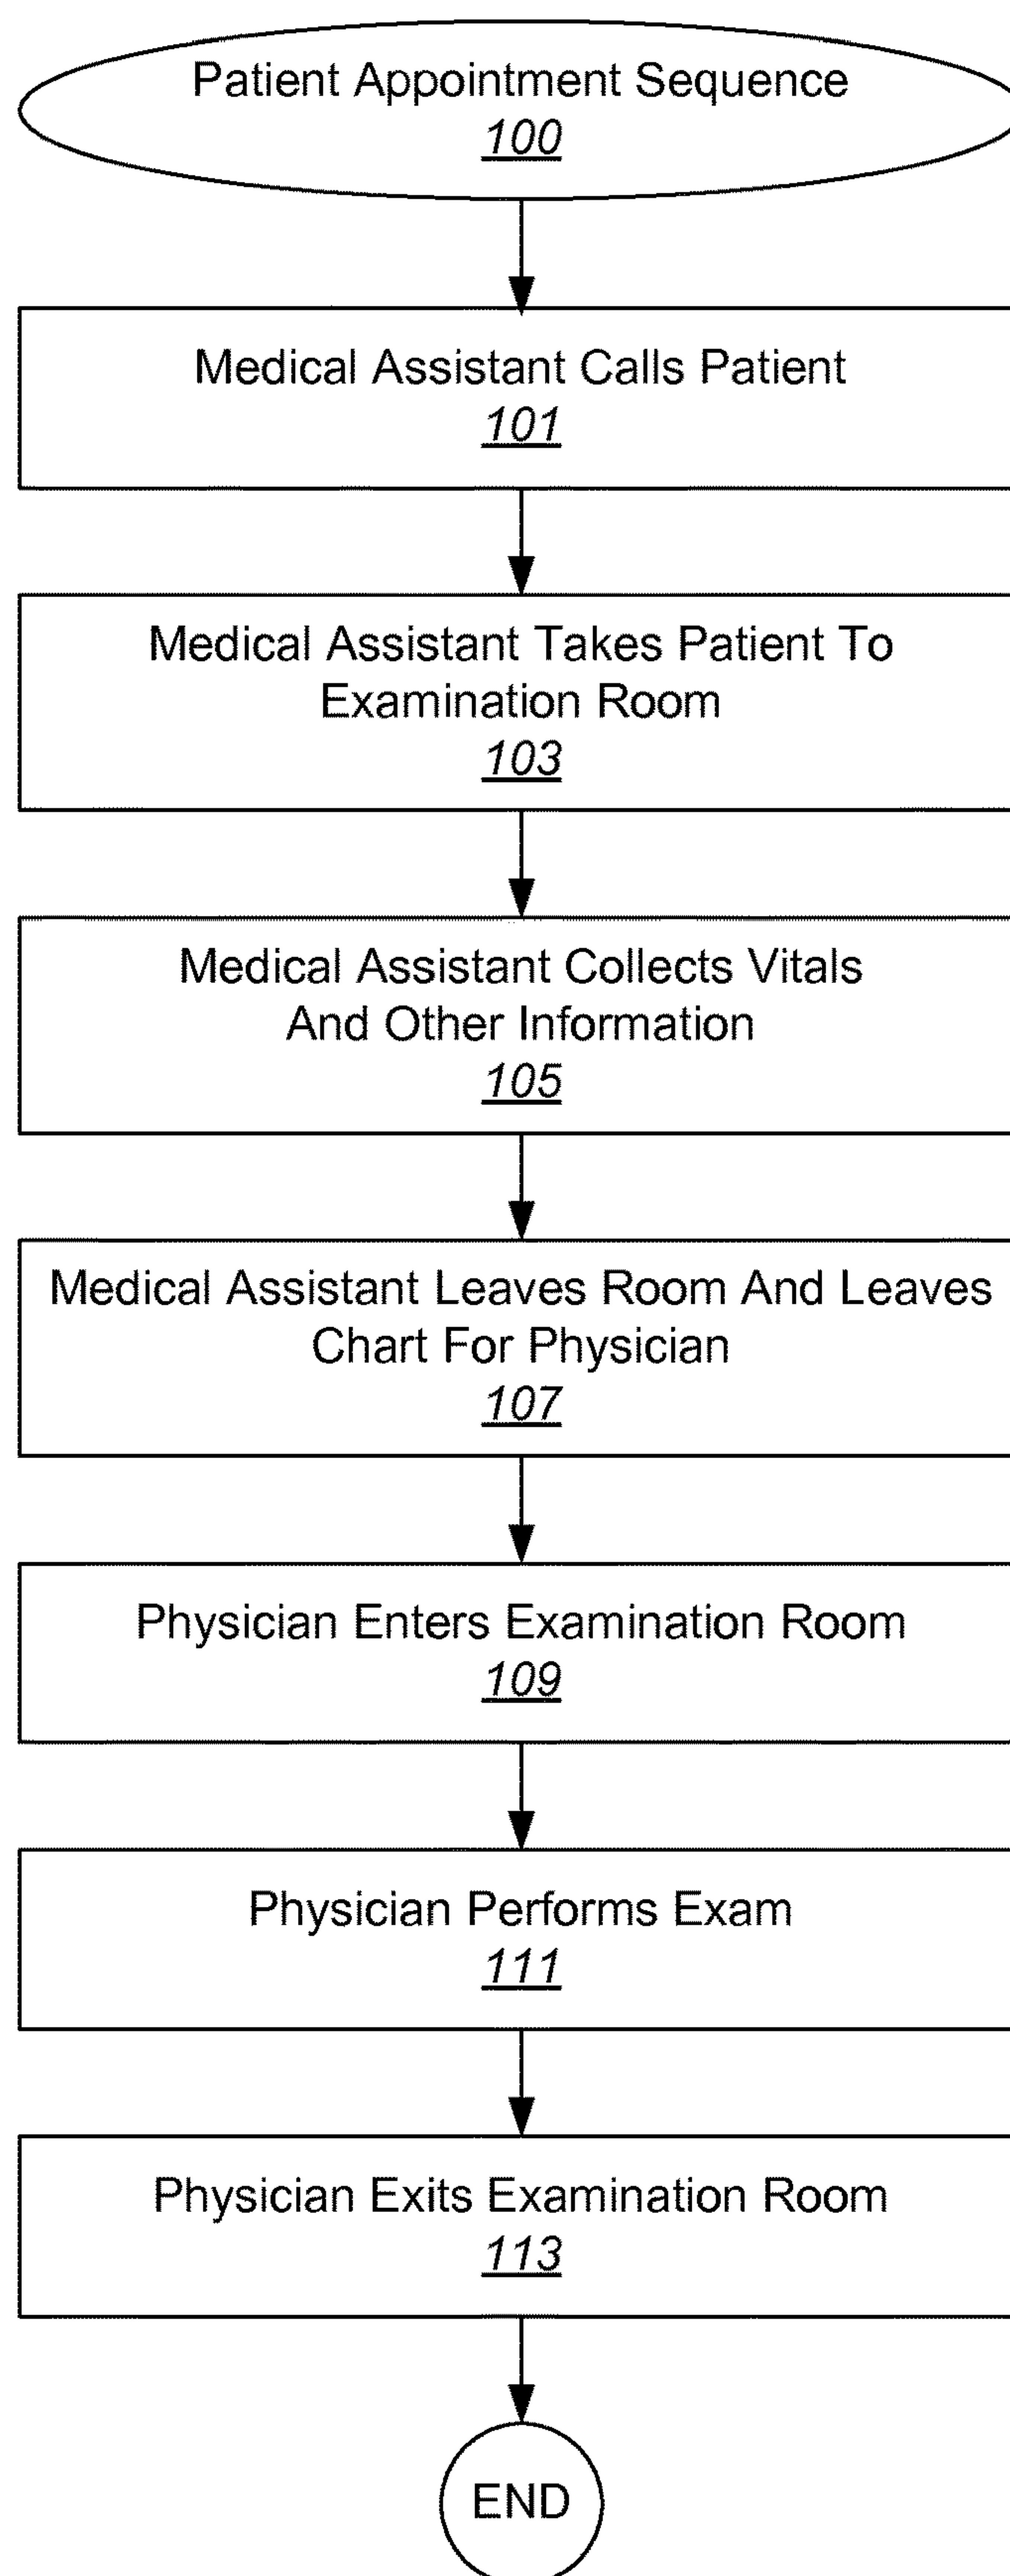 Patient Appointment Sequence
100
Medical Assistant Calls Patient
101
Medical Assistant Takes Patient To
Examination Room
103
Medical Assistant Collects Vitals
And Other Information
105
Medical Assistant Leaves Room And Leaves
Chart For Physician
107
Physician Enters Examination Room
109
Physician Performs Exam
111
Physician Exits Examination Room
113
END